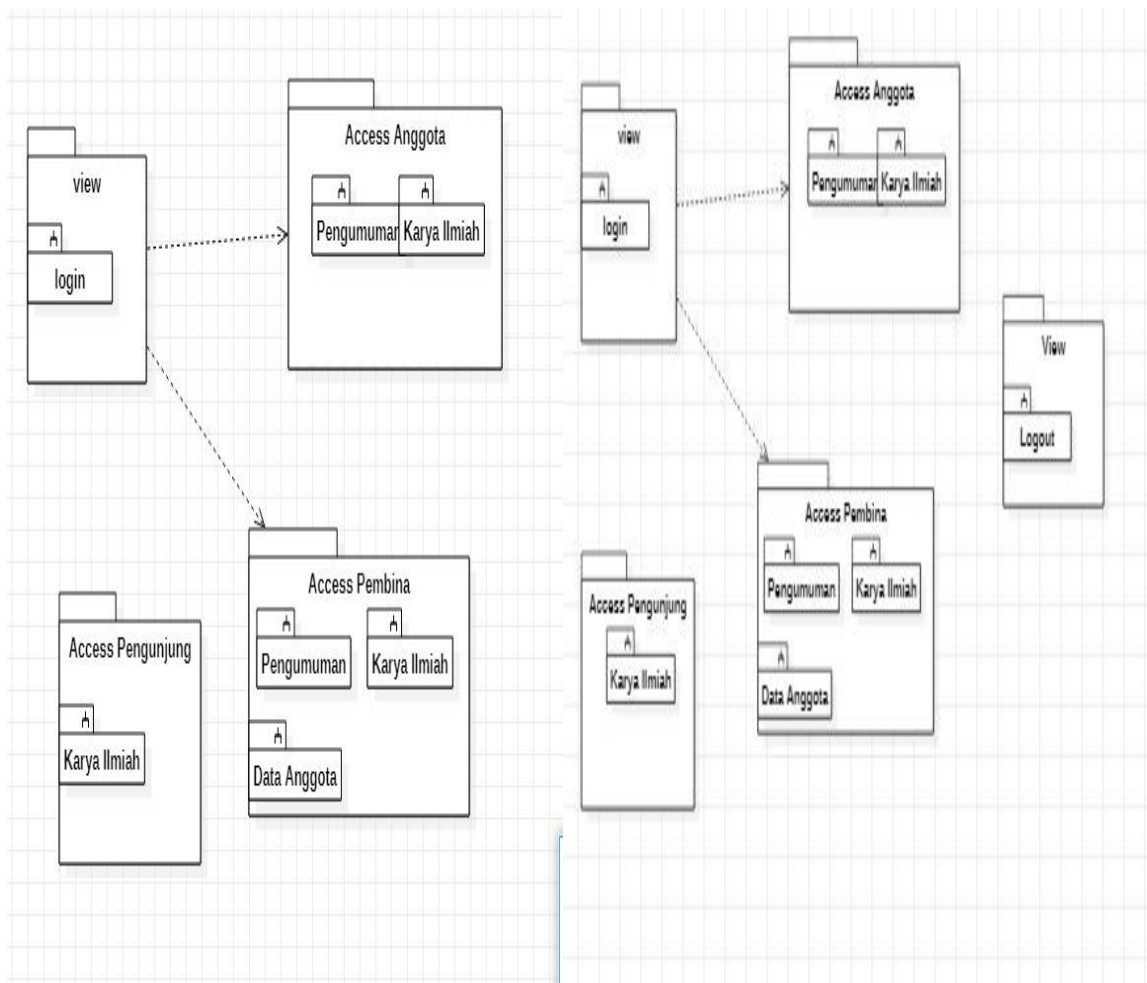 view
login
Access Anggota
Pengumuman
Karya Ilmiah
Access Pembina
Pengumuman
Karya Ilmiah
Data Anggota
Access Pengunjung
Karya Ilmiah
view
login
Access Anggota
Pengumuman
Karya Ilmiah
View
Logout
Access Pembina
Pengumuman
Karya Ilmiah
Data Anggota
Access Pengunjung
Karya Ilmiah